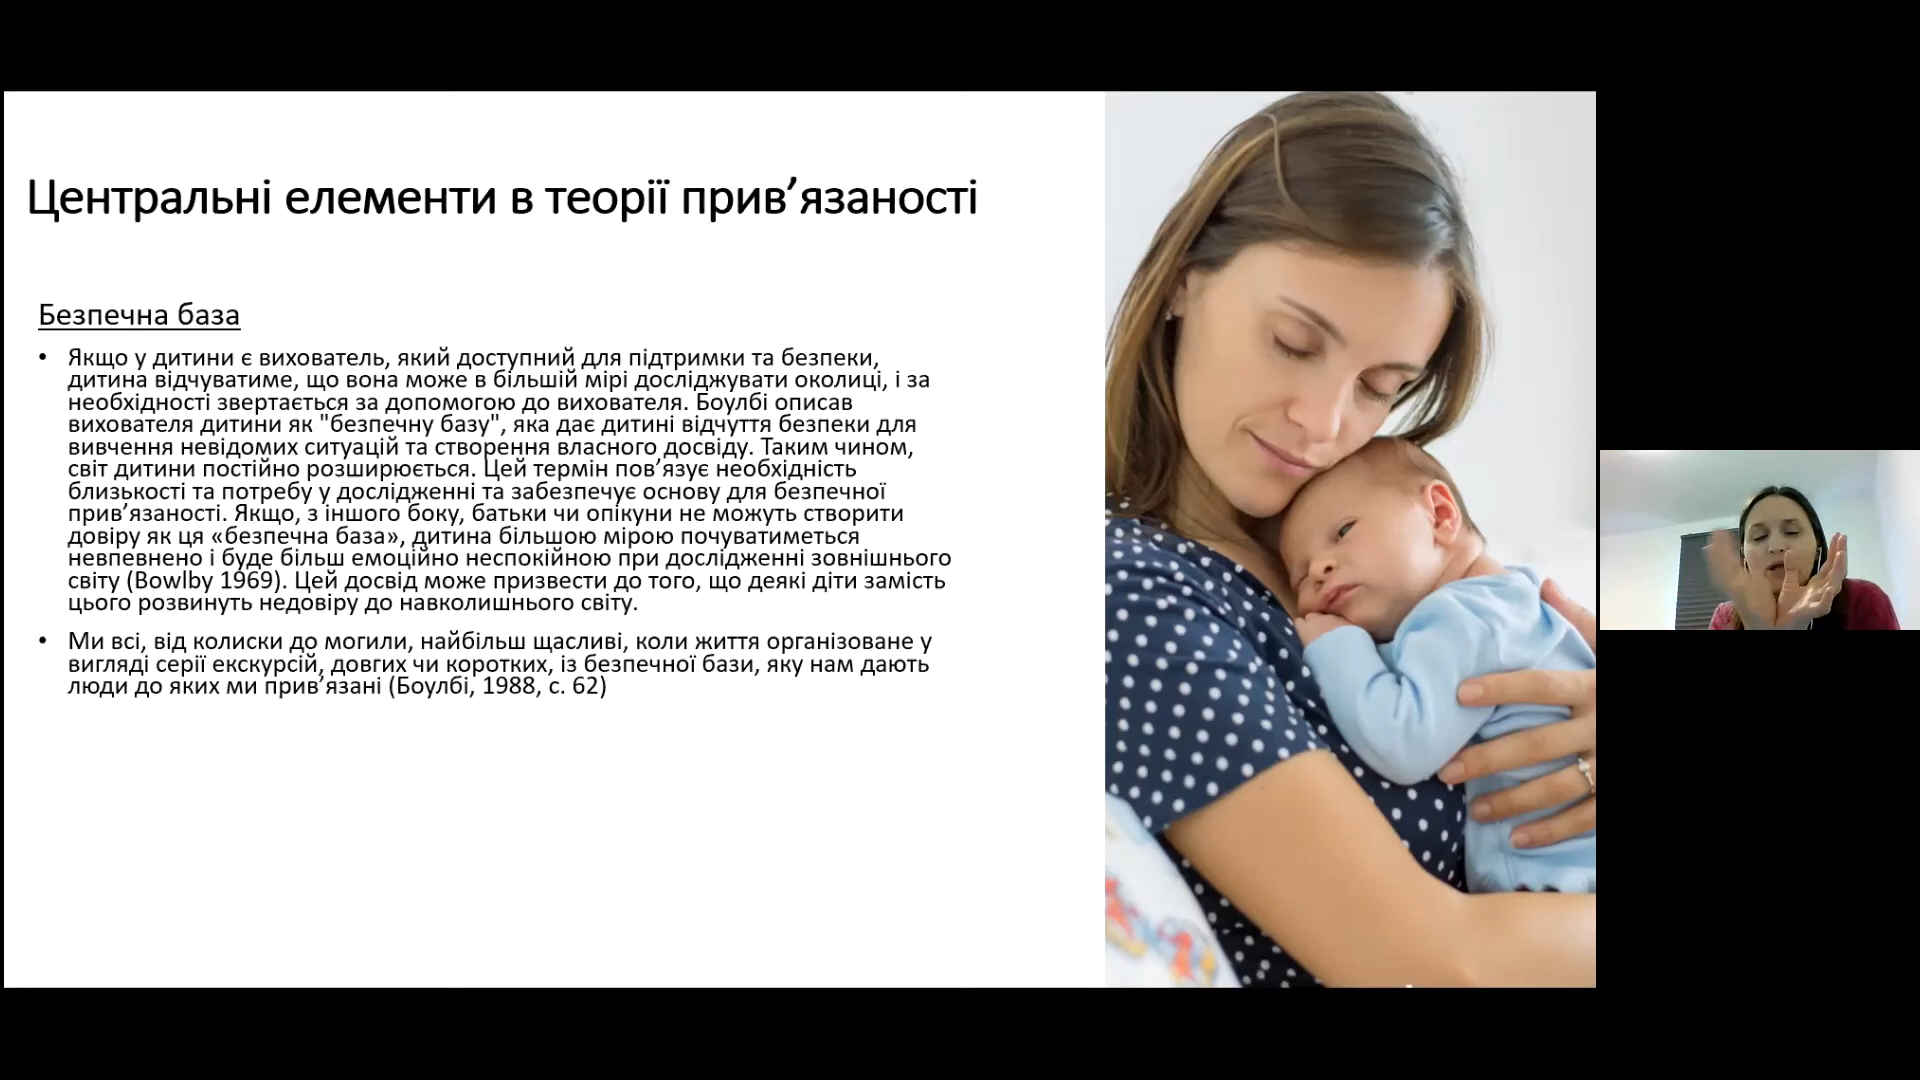 Центральні елементи в теорії прив’язаності
Безпечна база
• Якщо у дитини є вихователь, який доступний для підтримки та безпеки,
дитина відчуватиме, що вона може в більшій мірі досліджувати околиці, і за
необхідності звертається за допомогою до вихователя. Боулбі описав
вихователя дитини як "безпечну базу", яка дає дитині відчуття безпеки для
вивчення невідомих ситуацій та створення власного досвіду. Таким чином,
світ дитини постійно розширюється. Цей термін пов’язує необхідність
близькості та потребу у дослідженні та забезпечує основу для безпечної
прив’язаності. Якщо, з іншого боку, батьки чи опікуни не можуть створити
довіру як ця «безпечна база», дитина більшою мірою почуватиметься
невпевнено і буде більш емоційно неспокійною при дослідженні зовнішнього
світу (Bowlby 1969). Цей досвід може призвести до того, що деякі діти замість
цього розвинуть недовіру до навколишнього світу.
• Ми всі, від колиски до могили, найбільш щасливі, коли життя організоване у
вигляді серії екскурсій, довгих чи коротких, із безпечної бази, яку нам дають
люди до яких ми прив’язані (Боулбі, 1988, с. 62)